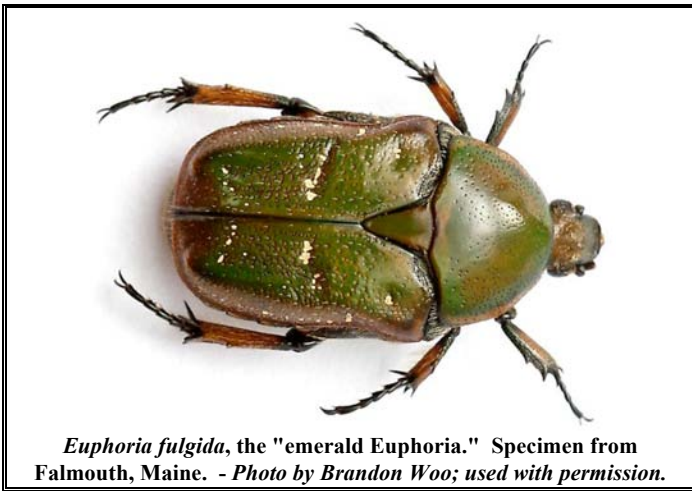 Euphoria fulgida, the "emerald Euphoria." Specimen from
Falmouth, Maine. - Photo by Brandon Woo; used with permission.